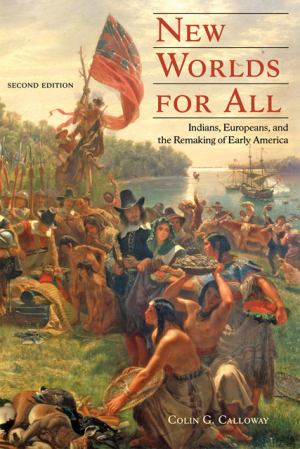 NEW
WORLDS
FOR ALL
SECOND EDITION
Indians, Europeans, and
the Remaking of Early America
COLIN G. CALLOWAY